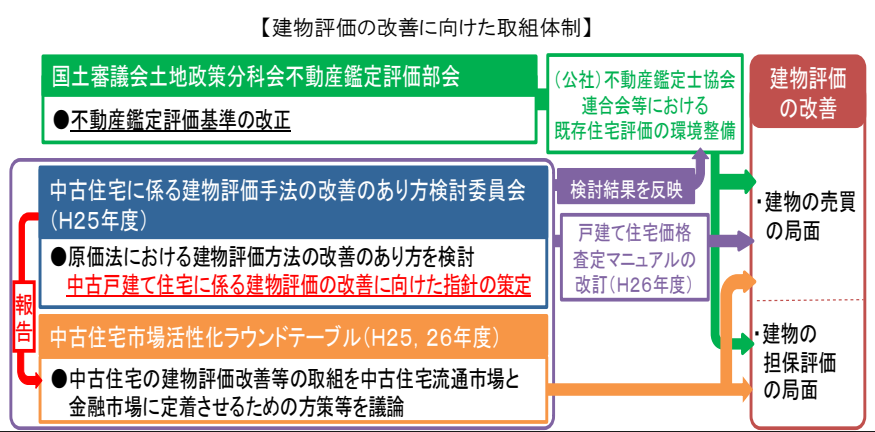 【建物評価の改善に向けた取組体制】
国土審議会土地政策分科会不動産鑑定評価部会
●不動産鑑定評価基準の改正
(公社)不動産鑑定士協会
連合会等における
既存住宅評価の環境整備
建物評価
の改善
中古住宅に係る建物評価手法の改善のあり方検討委員会
(H25年度)
●原価法における建物評価方法の改善のあり方を検討
中古戸建て住宅に係る建物評価の改善に向けた指針の策定
検討結果を反映
戸建て住宅価格
査定マニュアルの
改訂(H26年度)
・建物の売買
の局面
報告
中古住宅市場活性化ラウンドテーブル(H25, 26年度)
●中古住宅の建物評価改善等の取組を中古住宅流通市場と
金融市場に定着させるための方策等を議論
・建物の
担保評価
の局面